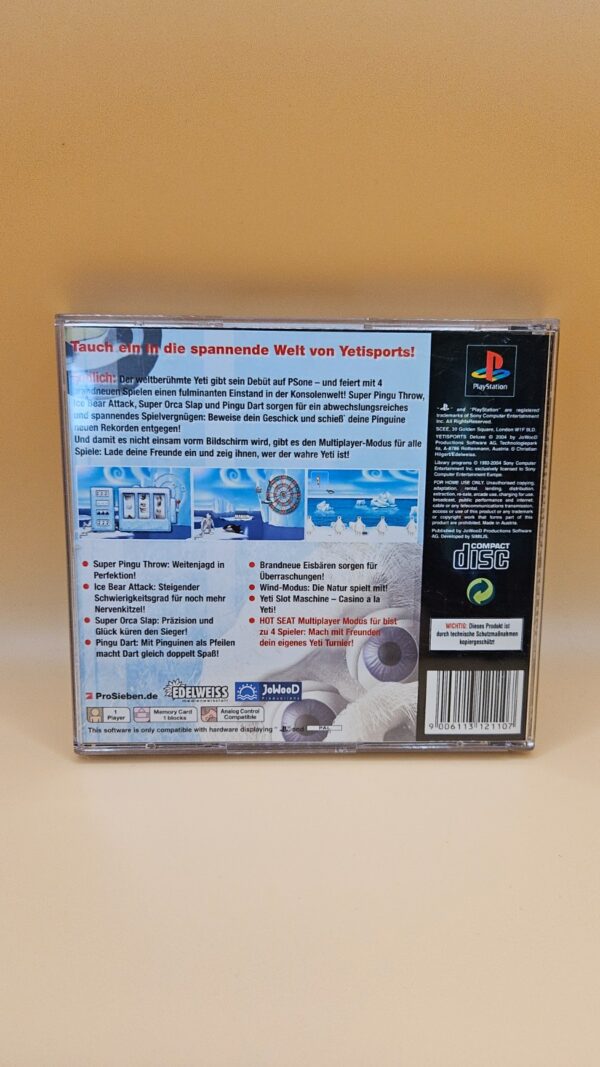 Tauch ein in die spannende Welt von Yetisports!
Der weltberühmte Yeti gibt sein Debüt auf PSone – und feiert mit 4
brandneuen Spielen einen fulminanten Einstand in der Konsolenwelt! Super Pingu Throw,
Ice Bear Attack, Super Orca Slap und Pingu Dart sorgen für ein abwechslungsreiches
und spannendes Spielvergnügen: Beweise dein Geschick und schieß' deine Pinguine
neuen Rekorden entgegen!
Und damit es nicht einsam vorm Bildschirm wird, gibt es den Multiplayer-Modus für alle
Spiele: Lade deine Freunde ein und zeig ihnen, wer der wahre Yeti ist!
• Super Pingu Throw: Weitenjagd in
Perfektion!
• Ice Bear Attack: Steigender
Schwierigkeitsgrad für noch mehr
Nervenkitzel!
• Super Orca Slap: Präzision und
Glück küren den Sieger!
• Pingu Dart: Mit Pinguinen als Pfeilen
macht Dart gleich doppelt Spaß!
• Brandneue Eisbären sorgen für
Überraschungen!
• Wind-Modus: Die Natur spielt mit!
• Yeti Slot Maschine – Casino a la
Yeti!
• HOT SEAT Multiplayer Modus für bist
zu 4 Spieler: Mach mit Freunden
dein eigenes Yeti Turnier!
ProSieben.de
EDELWEISS
JoWooD
Productions
1
Player
Memory Card
1 blocks
Analog Control
Compatible
This software is only compatible with hardware displaying " " and PAL
PlayStation
" " and "PlayStation" are registered
trademarks of Sony Computer Entertainment
Inc. All Rights Reserved.
SCEE, 30 Golden Square, London W1F 9LD.
YETISPORTS Deluxe © 2004 by JoWooD
Productions Software AG, Technologiepark
4a, A-8786 Rottenmann, Austria. © Christian
Hilgert/Edelweiss.
Library programs © 1993-2004 Sony Computer
Entertainment Inc. exclusively licensed to Sony
Computer Entertainment Europe.
FOR HOME USE ONLY. Unauthorised copying,
adaptation, rental, lending, distribution,
extraction, re-sale, arcade use, charging for use,
broadcast, public performance and internet,
cable or any telecommunications transmission,
access or use of this product or any trademark
or copyright work that forms part of this
product are prohibited. Made in Austria.
Published by JoWooD Productions Software
AG. Developed by
COMPACT
disc
WICHTIG: Dieses Produkt ist
durch technische Schutzmaßnahmen
kopiergeschützt
9 006113 121107